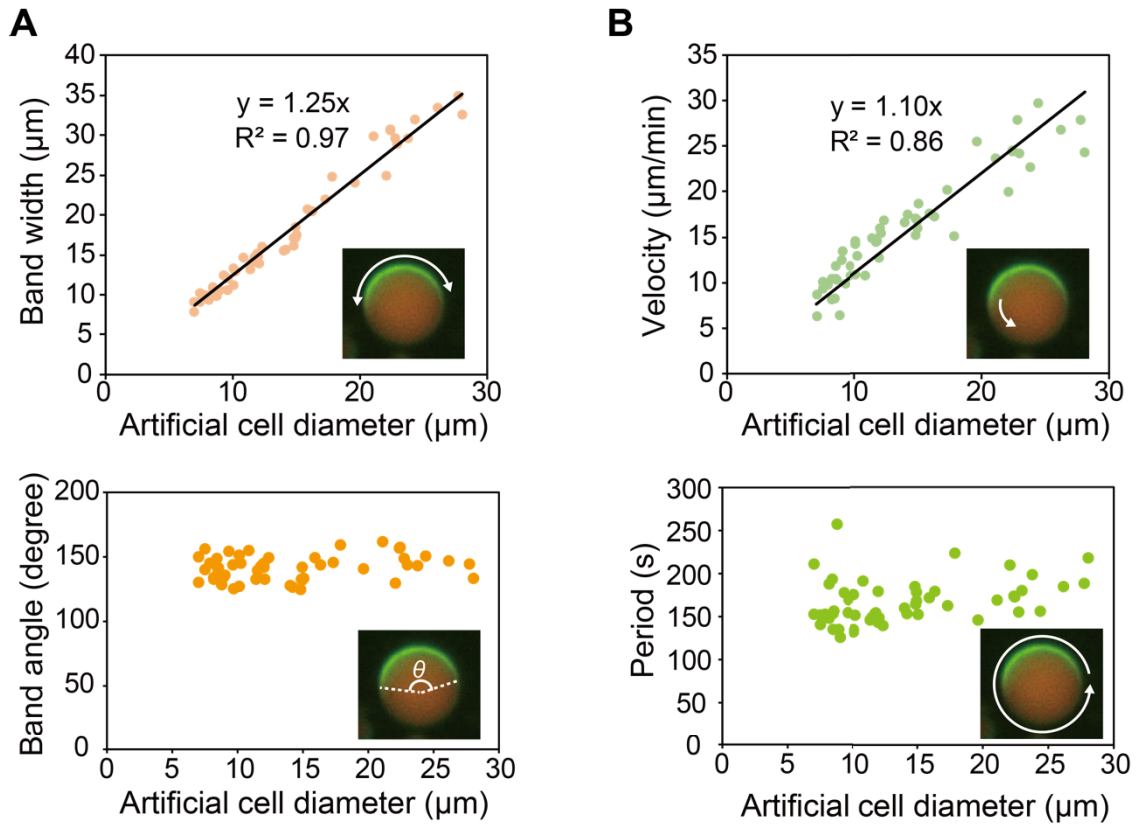 A
40
35
30
25
20
15
10
5
0
Band width (µm)
y = 1.25x
R² = 0.97
0 10 20 30
Artificial cell diameter (µm)
B
35
30
25
20
15
10
5
0
Velocity (µm/min)
y = 1.10x
R² = 0.86
0 10 20 30
Artificial cell diameter (µm)
200
150
100
50
0
Band angle (degree)
θ
0 5 10 15 20 25 30
Artificial cell diameter (µm)
300
250
200
150
100
50
0
Period (s)
0 5 10 15 20 25 30
Artificial cell diameter (µm)